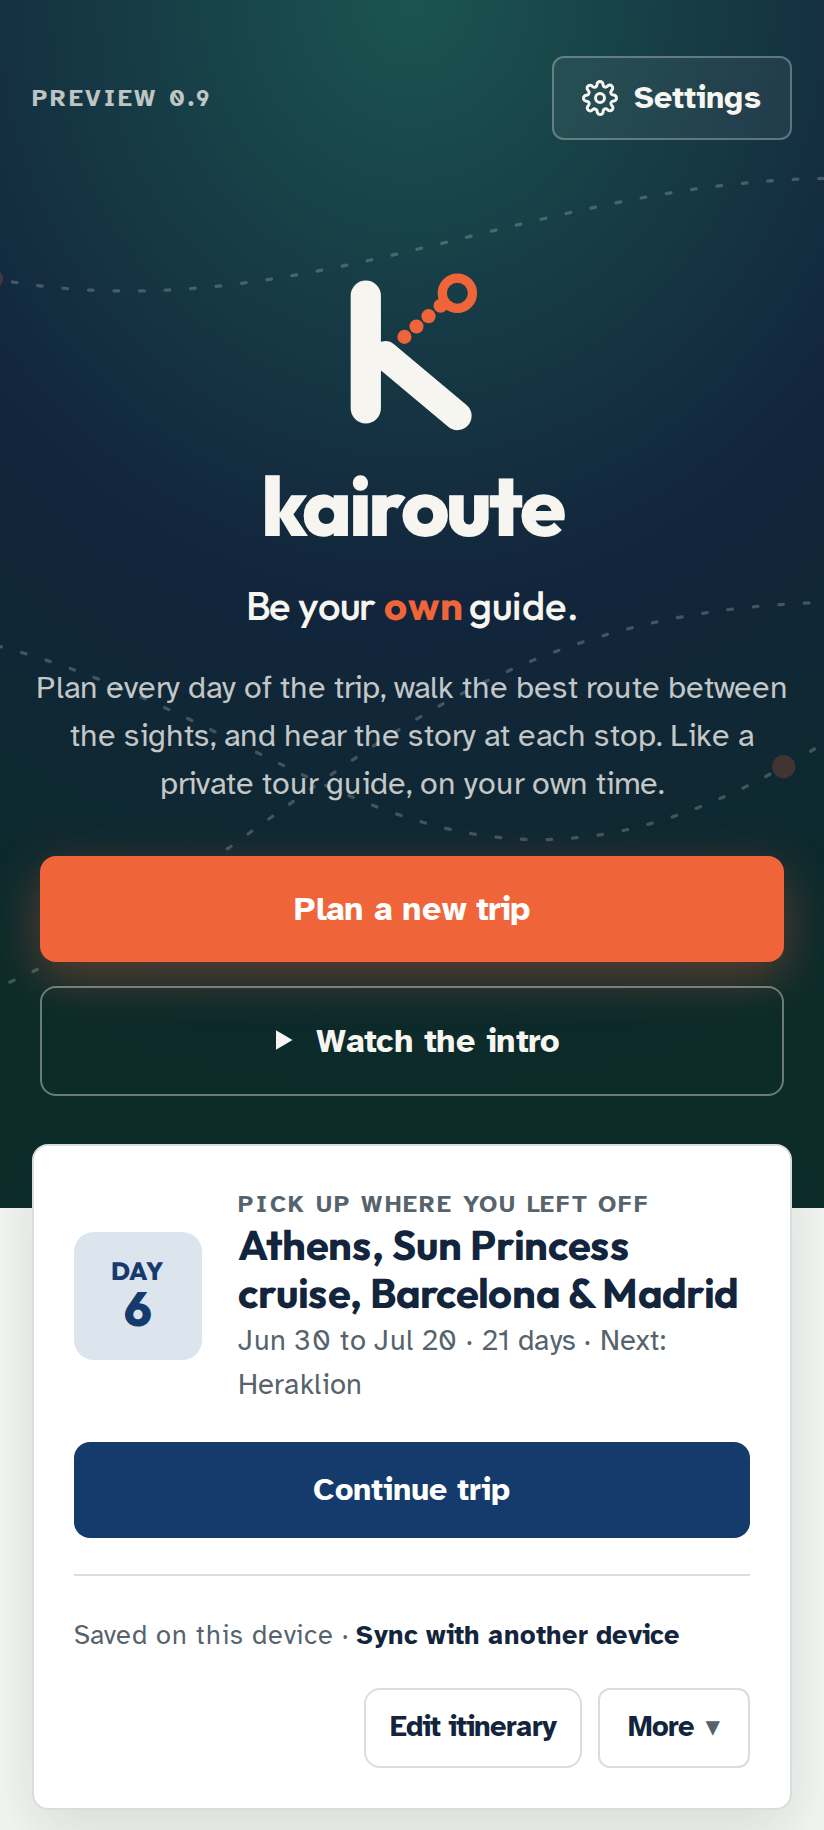 PREVIEW 0.9
Settings
kairoute
Be your own guide.
Plan every day of the trip, walk the best route between
the sights, and hear the story at each stop. Like a
private tour guide, on your own time.
Plan a new trip
▶ Watch the intro
PICK UP WHERE YOU LEFT OFF
DAY
6
Athens, Sun Princess
cruise, Barcelona & Madrid
Jun 30 to Jul 20 · 21 days · Next:
Heraklion
Continue trip
Saved on this device · Sync with another device
Edit itinerary
More ▼